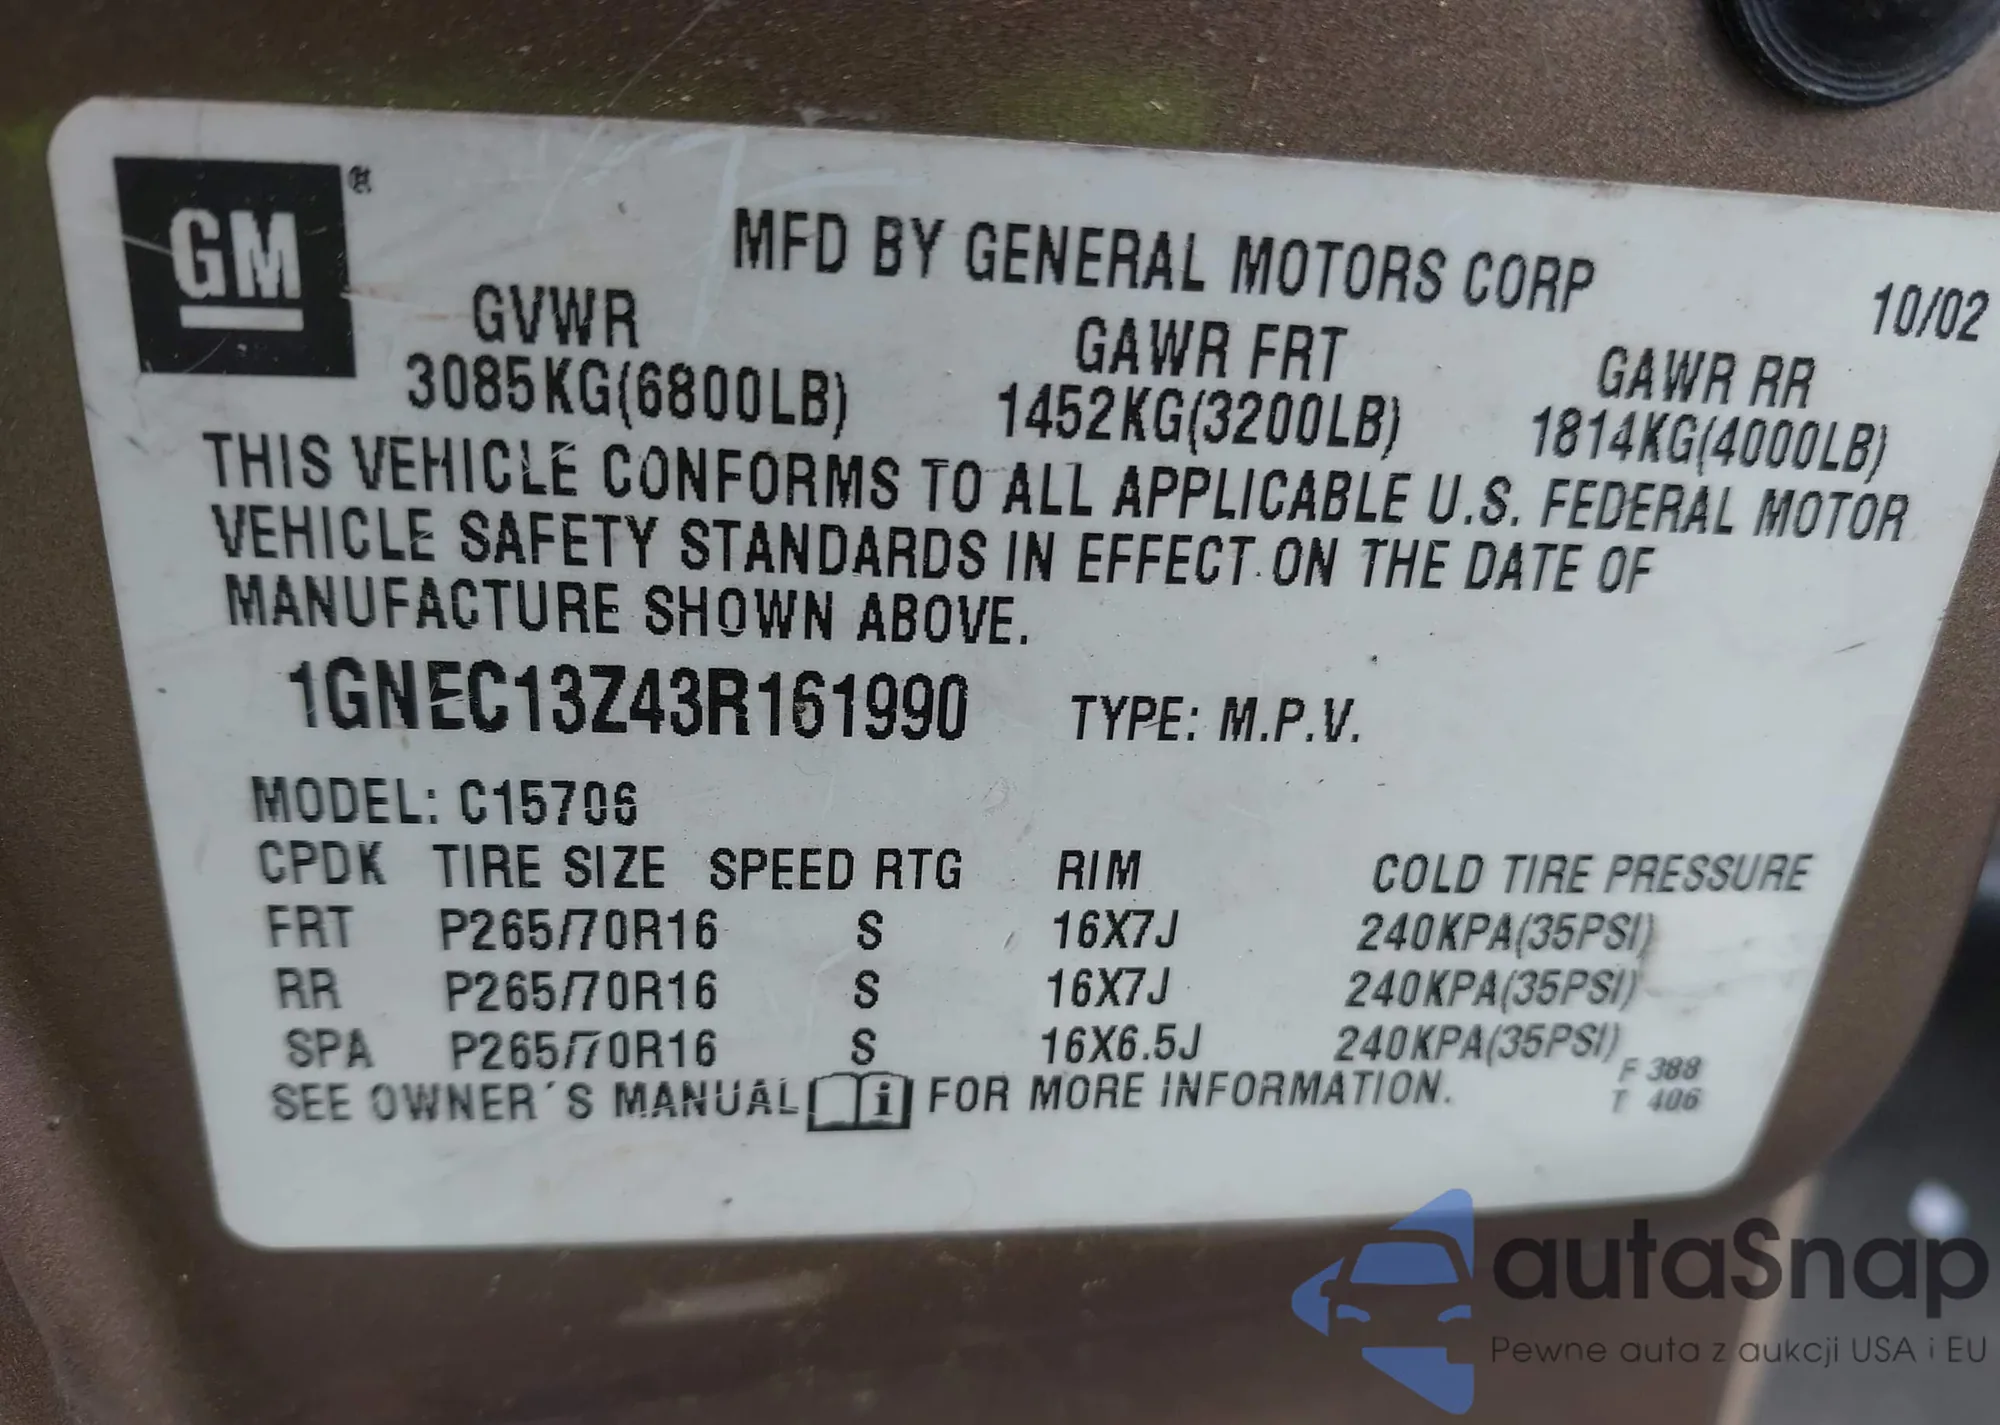 GM®
MFD BY GENERAL MOTORS CORP
10/02
GVWR GAWR FRT GAWR RR
3085KG(6800LB) 1452KG(3200LB) 1814KG(4000LB)
THIS VEHICLE CONFORMS TO ALL APPLICABLE U.S. FEDERAL MOTOR
VEHICLE SAFETY STANDARDS IN EFFECT ON THE DATE OF
MANUFACTURE SHOWN ABOVE.
1GNEC13Z43R161990 TYPE: M.P.V.
MODEL: C15706
CPDK TIRE SIZE SPEED RTG RIM COLD TIRE PRESSURE
FRT P265/70R16 S 16X7J 240KPA(35PSI)
RR P265/70R16 S 16X7J 240KPA(35PSI)
SPA P265/70R16 S 16X6.5J 240KPA(35PSI)
SEE OWNER´S MANUAL i FOR MORE INFORMATION.
F 388
T 406
autaSnap
Pewne auta z aukcji USA i EU